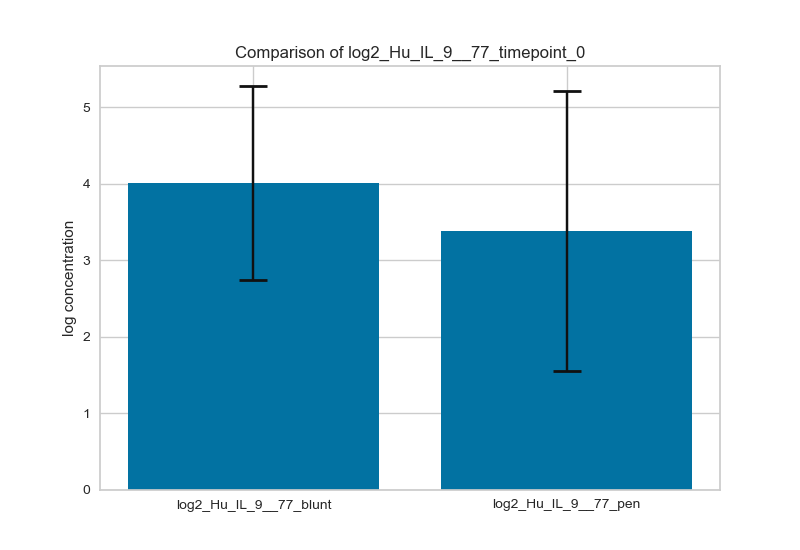 Comparison of log2_Hu_IL_9__77_timepoint_0
log concentration
5
4
3
2
1
0
log2_Hu_IL_9__77_blunt
log2_Hu_IL_9__77_pen